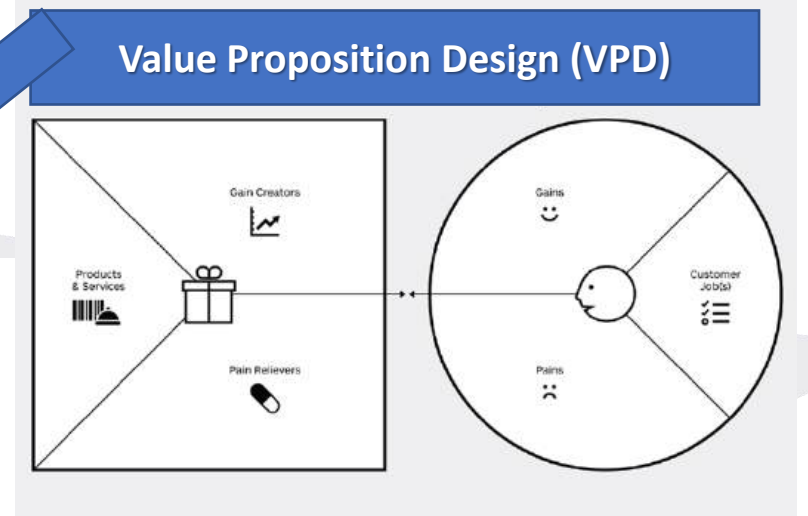 Value Proposition Design (VPD)
Gain Creators
Products
& Services
Pain Relievers
Gains
Customer
Job(s)
Pains